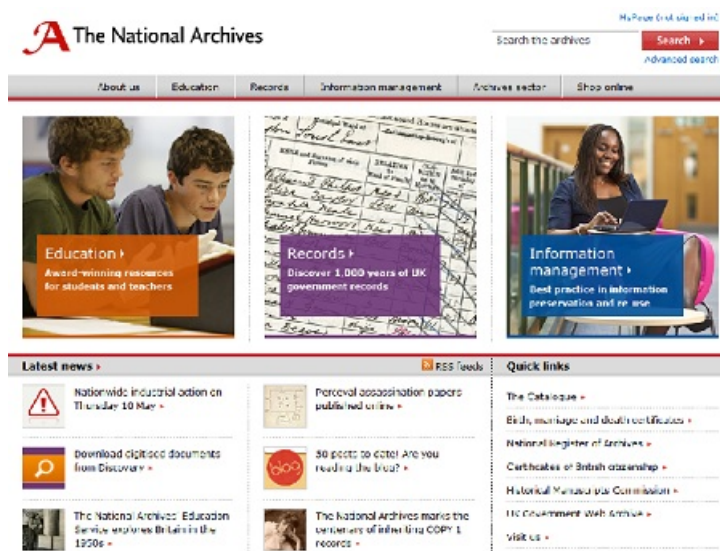 The National Archives
MyPage (not signed in)
Search the archives
Search
Advanced search
About us
Education
Records
Information management
Archives sector
Shop online
Education
Award-winning resources
for students and teachers
Records
Discover 1,000 years of UK
government records
Information
management
Best practice in information
preservation and re use
Latest news
RSS feeds
Quick links
Nationwide industrial action on
Thursday 10 May
Download digitised documents
from Discovery
The National Archives' Education
Service explores Britain in the
1950s
Perceval assassination papers
published online
blog
50 posts to date! Are you
reading the blog?
The National Archives marks the
centenary of inheriting COPY 1
records
The Catalogue
Birth, marriage and death certificates
National Register of Archives
Certificates of British citizenship
Historical Manuscripts Commission
UK Government Web Archive
Visit us